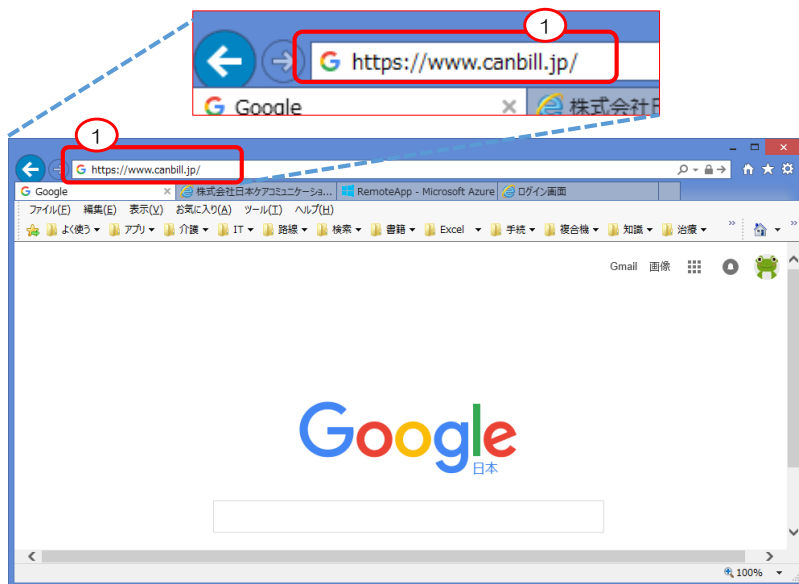 1
https://www.canbill.jp/
Google
株式会社日
1
https://www.canbill.jp/
Google
株式会社日本ケアコミュニケーショ...
RemoteApp - Microsoft Azure
ログイン画面
ファイル(F) 編集(E) 表示(V) お気に入り(A) ツール(T) ヘルプ(H)
よく使う アプリ 介護 IT 路線 検索 書籍 Excel 手続 複合機 知識 治療
Gmail 画像
Google
日本
100%